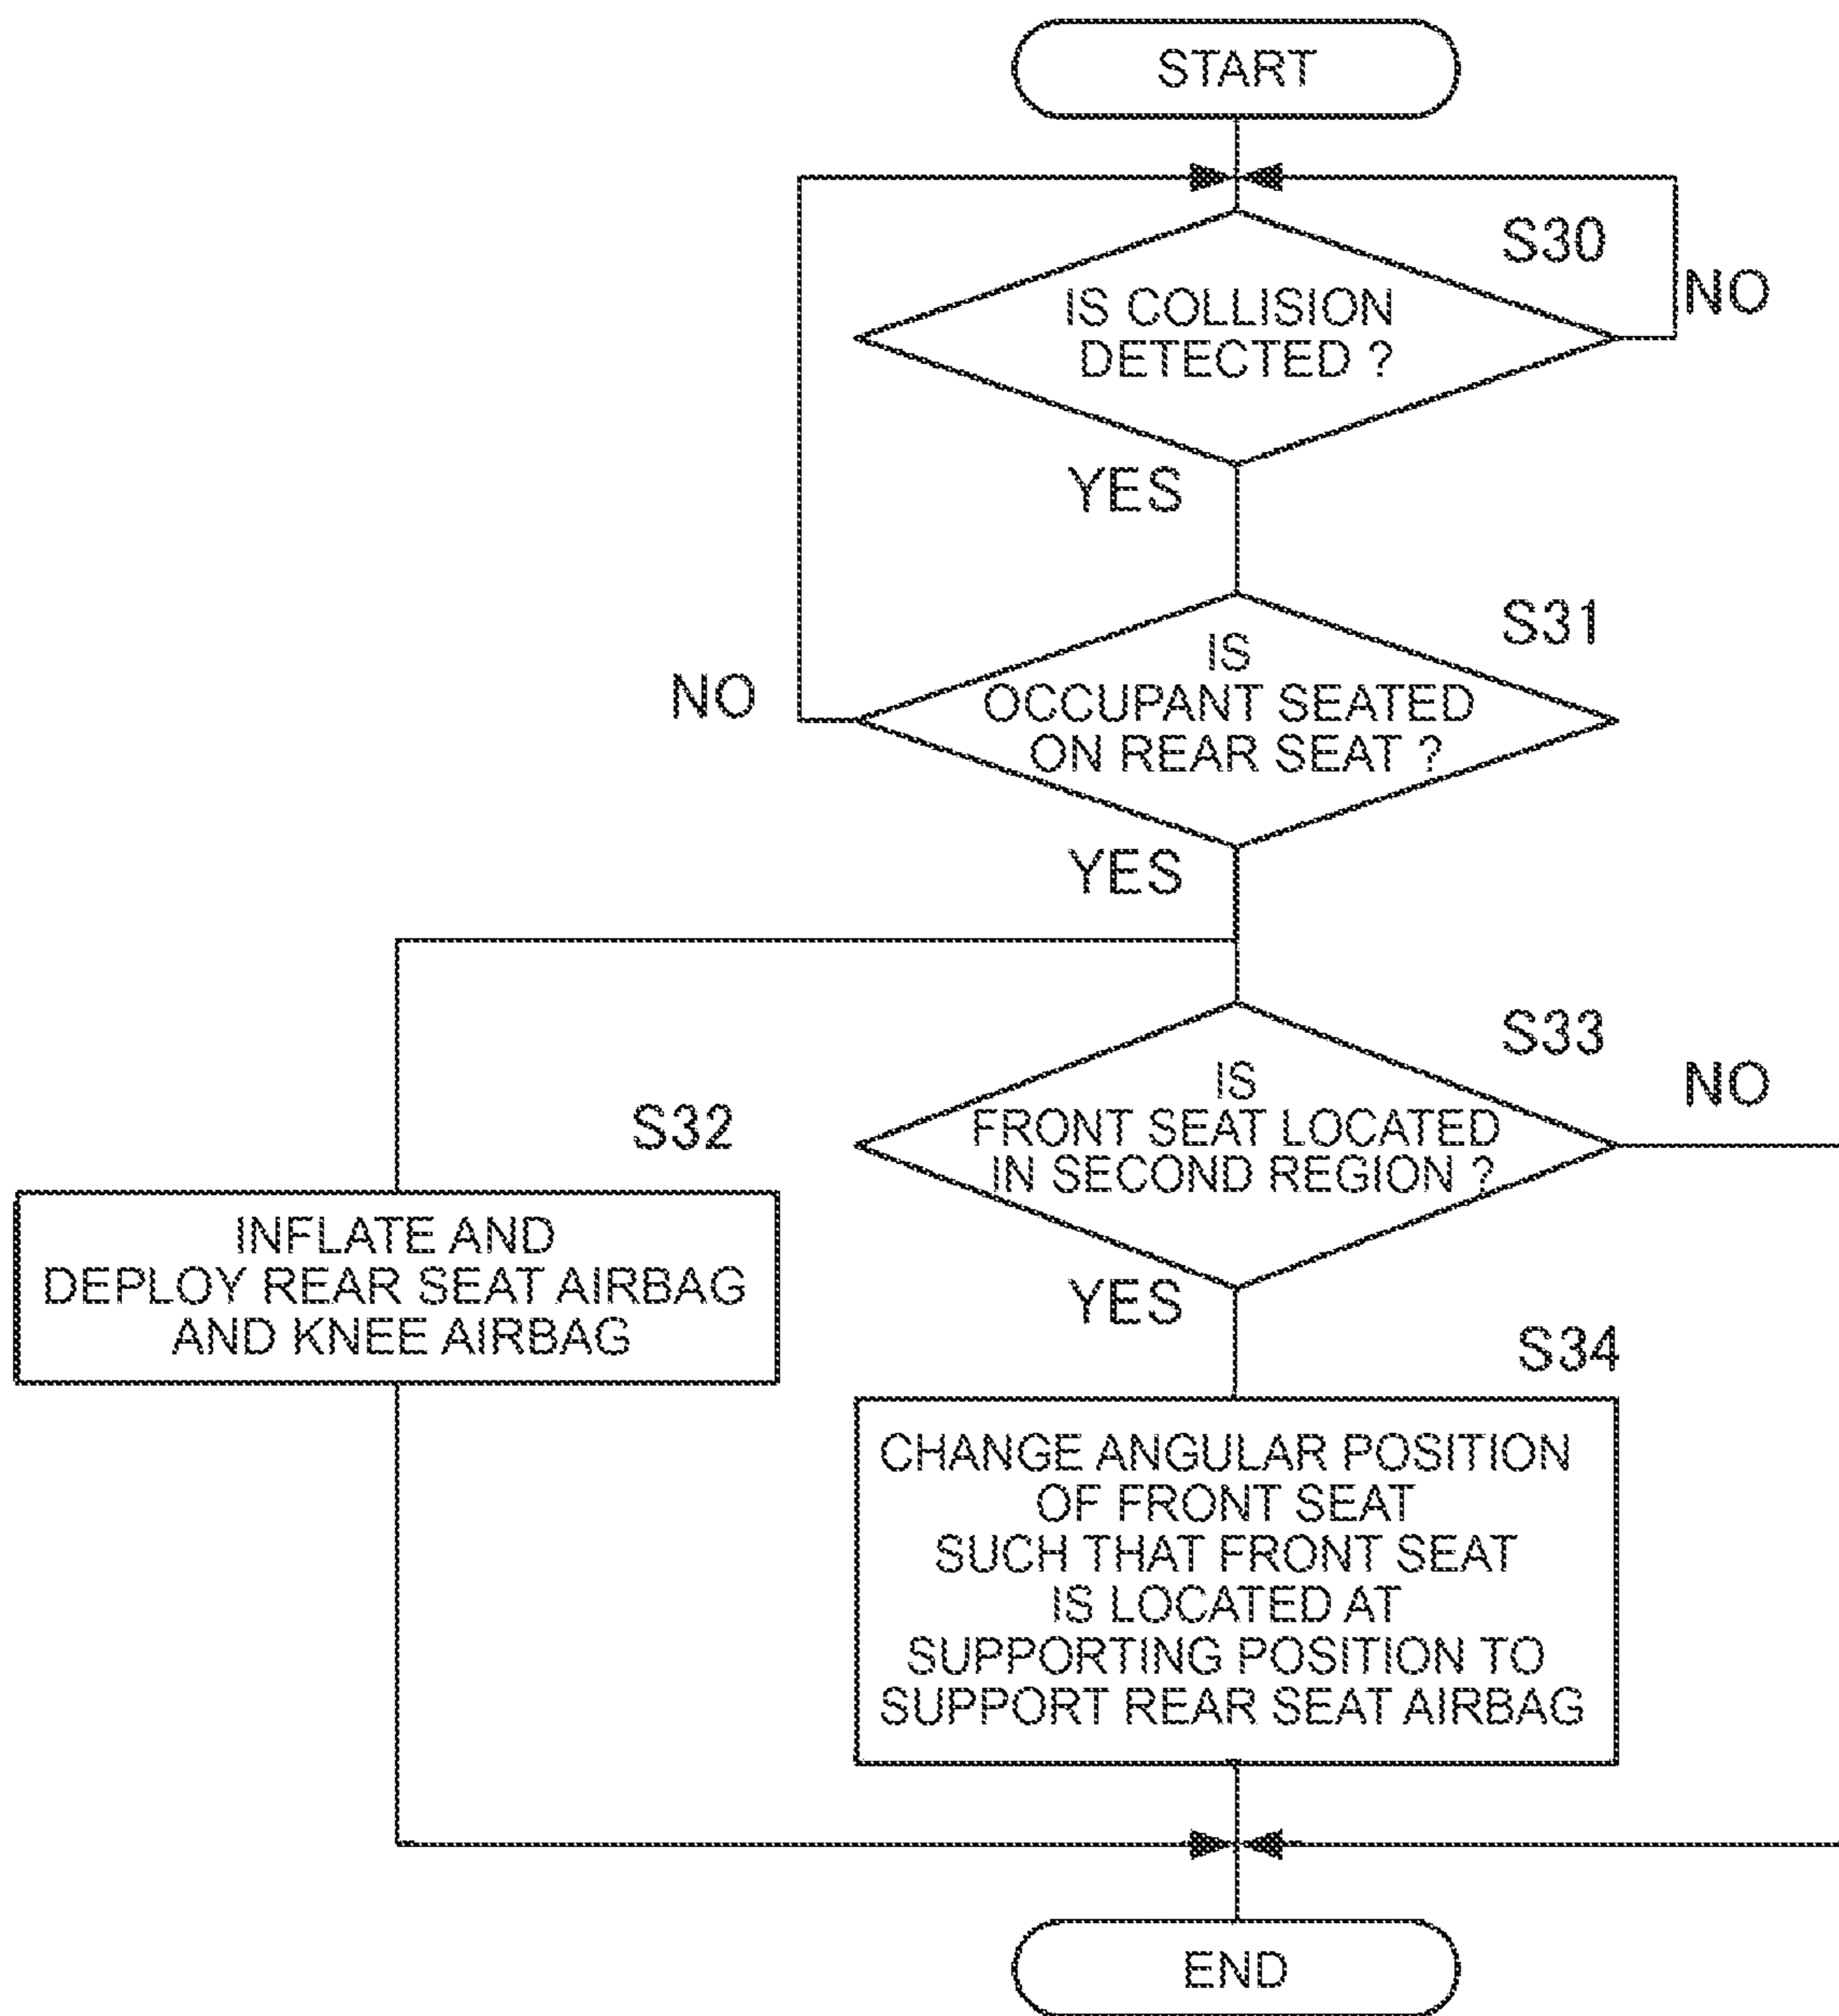 START
S30
IS COLLISION
DETECTED ?
NO
YES
S31
IS
OCCUPANT SEATED
ON REAR SEAT ?
NO
YES
S33
IS
FRONT SEAT LOCATED
IN SECOND REGION ?
NO
S32
INFLATE AND
DEPLOY REAR SEAT AIRBAG
AND KNEE AIRBAG
YES
S34
CHANGE ANGULAR POSITION
OF FRONT SEAT
SUCH THAT FRONT SEAT
IS LOCATED AT
SUPPORTING POSITION TO
SUPPORT REAR SEAT AIRBAG
END